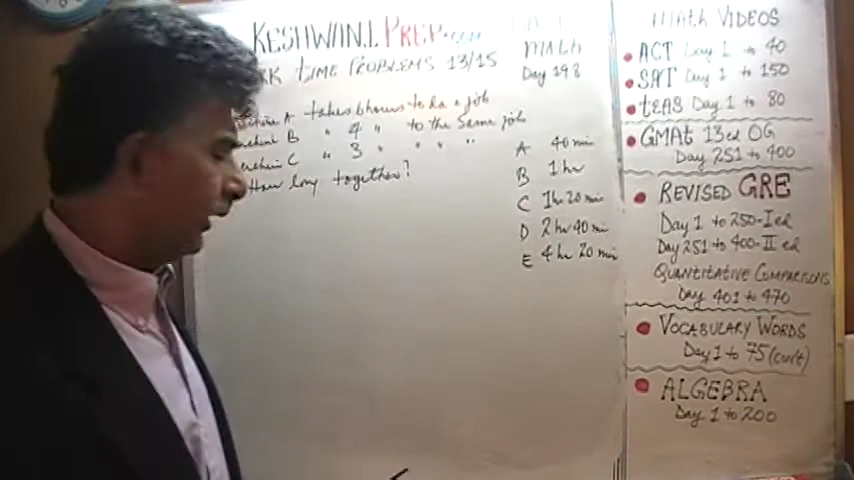 KESHWANI PREP.com
TIME PROBLEMS 13/15
MATH
Day 198
A takes hours to do a job
B " 4 " to the same job
C " 3 " " " "
How long together?
A 40 min
B 1 hr
C 1hr 20 min
D 2 hr 40 min
E 4 hr 20 min
MATH VIDEOS
ACT Day 1 to 40
SAT Day 1 to 150
TEAS Day 1 to 80
GMAT 13ed OG
Day 251 to 400
REVISED GRE
Day 1 to 250=I ed
Day 251 to 400=II ed
QUANTITATIVE COMPARISONS
Day 401 to 470
VOCABULARY WORDS
Day 1 to 75 (con't)
ALGEBRA
Day 1 to 200